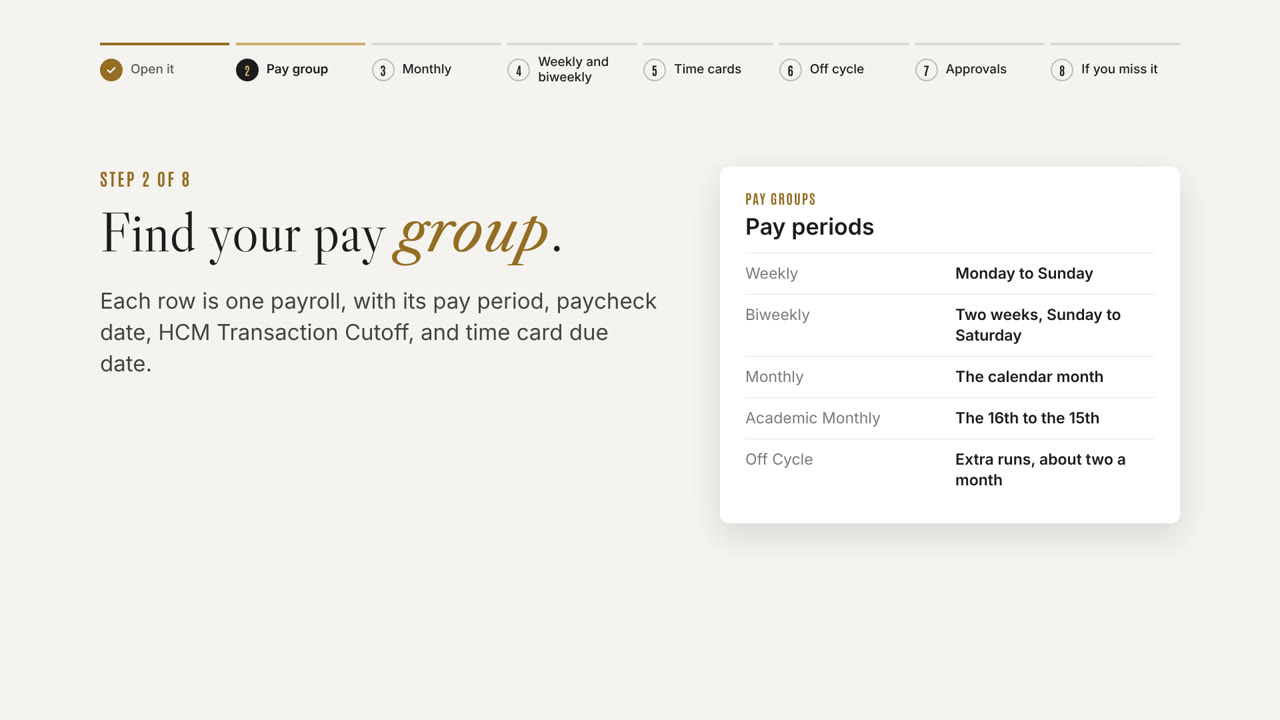 Open it
2 Pay group
3 Monthly
4 Weekly and
biweekly
5 Time cards
6 Off cycle
7 Approvals
8 If you miss it
STEP 2 OF 8
Find your pay group.
Each row is one payroll, with its pay period, paycheck
date, HCM Transaction Cutoff, and time card due
date.
PAY GROUPS
Pay periods
Weekly Monday to Sunday
Biweekly Two weeks, Sunday to
Saturday
Monthly The calendar month
Academic Monthly The 16th to the 15th
Off Cycle Extra runs, about two a
month